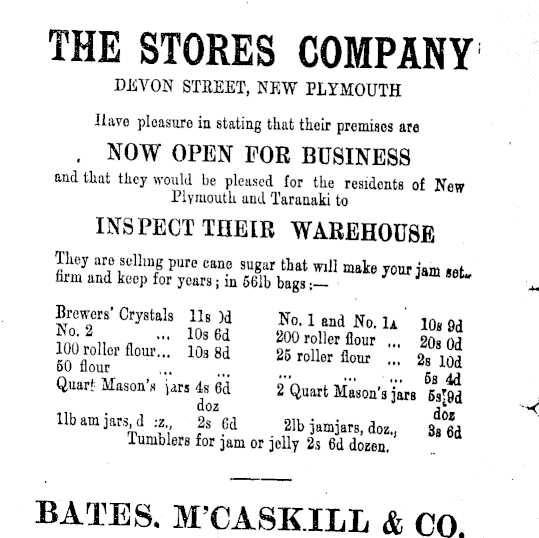 THE STORES COMPANY
DEVON STREET, NEW PLYMOUTH
Have pleasure in stating that their premises are
NOW OPEN FOR BUSINESS
and that they would be pleased for the residents of New
Plymouth and Taranaki to
INSPECT THEIR WAREHOUSE
They are selling pure cane sugar that will make your jam set
firm and keep for years; in 56lb bags:—
Brewers' Crystals 11s No. 1 and No. 1A 10s 9d
No. 2 ... 10s 6d 200 roller flour ... 20s 0d
100 roller flour... 10s 8d 25 roller flour ... 2s 10d
50 flour ... ... ... ... ... 5s 4d
Quart Mason's jars 4s 6d 2 Quart Mason's jars 5s 9d
doz doz
1lb am jars, d z., 2s 6d 2lb jamjars, doz., 3s 6d
Tumblers for jam or jelly 2s 6d dozen.
BATES, M'CASKILL & CO.